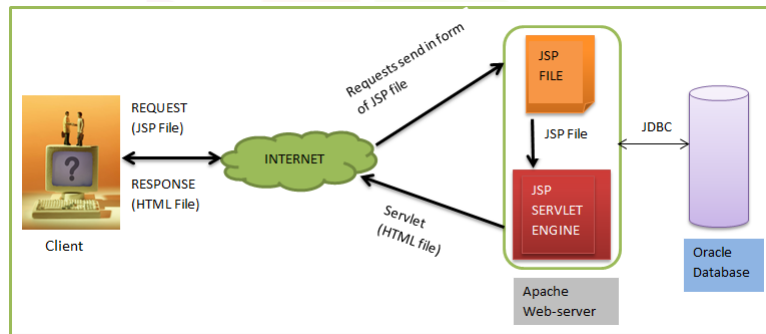 REQUEST
(JSP File)
RESPONSE
(HTML File)
Client
INTERNET
Requests send in form
of JSP file
Servlet
(HTML file)
JSP
FILE
JSP File
JSP
SERVLET
ENGINE
Apache
Web-server
JDBC
Oracle
Database
?